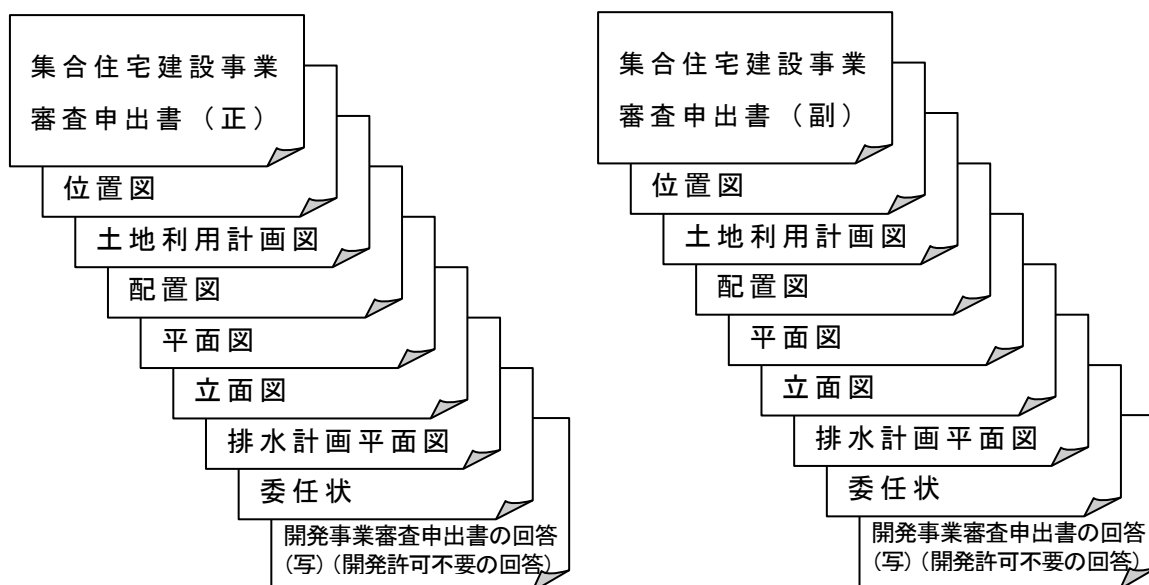 集合住宅建設事業
審査申出書（正）
位置図
土地利用計画図
配置図
平面図
立面図
排水計画平面図
委任状
開発事業審査申出書の回答
(写)(開発許可不要の回答)
集合住宅建設事業
審査申出書（副）
位置図
土地利用計画図
配置図
平面図
立面図
排水計画平面図
委任状
開発事業審査申出書の回答
(写)(開発許可不要の回答)